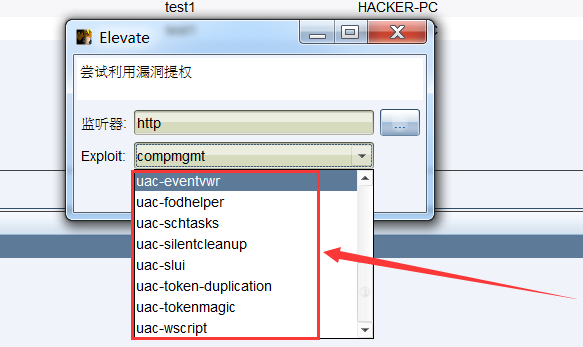 test1 HACKER-PC
Elevate
尝试利用漏洞提权
监听器: http ...
Exploit: compmgmt
uac-eventvwr
uac-fodhelper
uac-schtasks
uac-silentcleanup
uac-slui
uac-token-duplication
uac-tokenmagic
uac-wscript